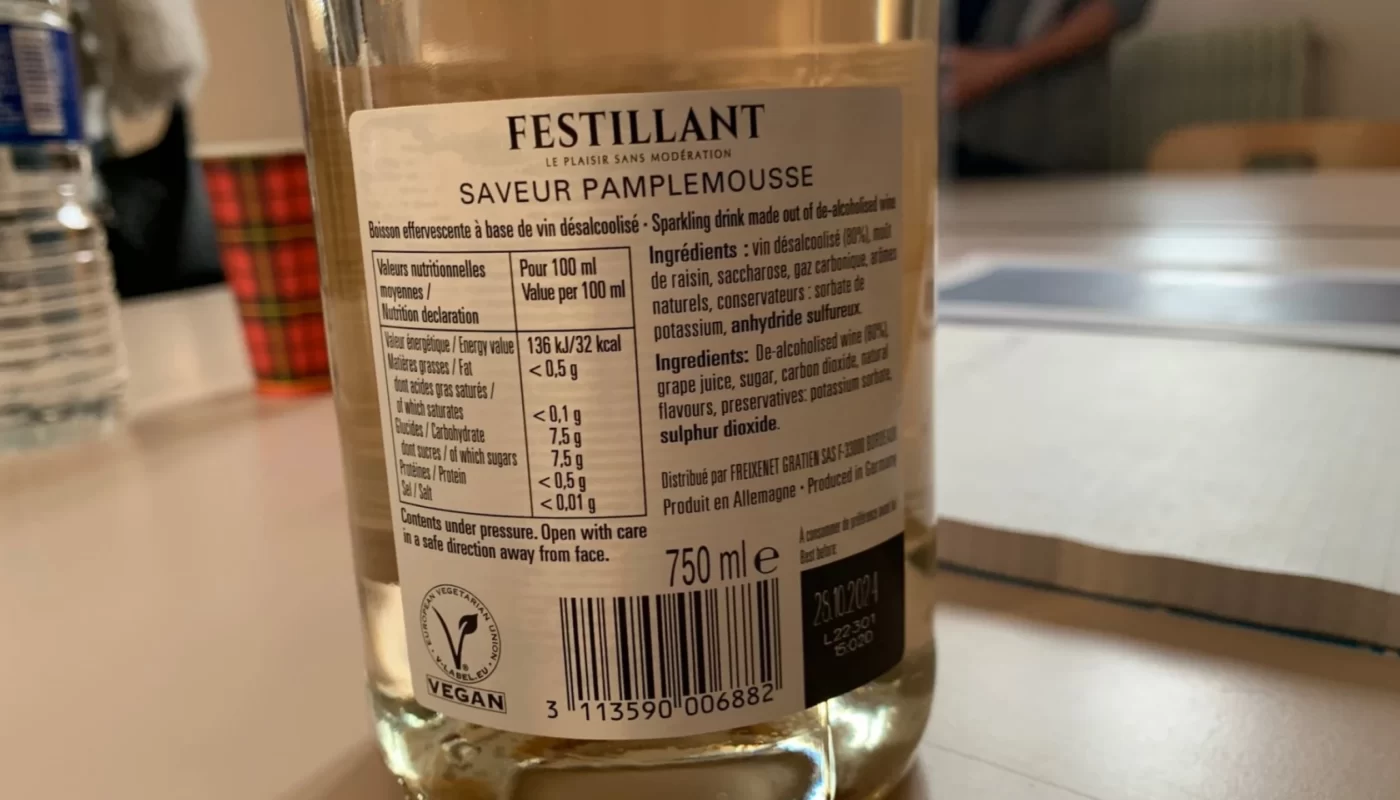 FESTILLANT
LE PLAISIR SANS MODÉRATION
SAVEUR PAMPLEMOUSSE
Boisson effervescente à base de vin désalcoolisé · Sparkling drink made out of de-alcoholised wine
Valeurs nutritionnelles
moyennes /
Nutrition declaration
Pour 100 ml
Value per 100 ml
Valeur énergétique / Energy value 136 kJ/32 kcal
Matières grasses / Fat < 0,5 g
dont acides gras saturés /
of which saturates < 0,1 g
Glucides / Carbohydrate 7,5 g
dont sucres / of which sugars 7,5 g
Protéines / Protein < 0,5 g
Sel / Salt < 0,01 g
Contents under pressure. Open with care
in a safe direction away from face.
Ingrédients : vin désalcoolisé (80%), moût
de raisin, saccharose, gaz carbonique, arômes
naturels, conservateurs : sorbate de
potassium, anhydride sulfureux.
Ingredients: De-alcoholised wine (80%),
grape juice, sugar, carbon dioxide, natural
flavours, preservatives: potassium sorbate,
sulphur dioxide.
Distribué par FREIXENET GRATIEN SAS F-33000 BORDEAUX
Produit en Allemagne · Produced in Germany
750 ml e
À consommer de préférence avant le
Best before:
L22301
15:020
EUROPEAN VEGETARIAN UNION
V-LABEL.EU
VEGAN
3 113590 006882